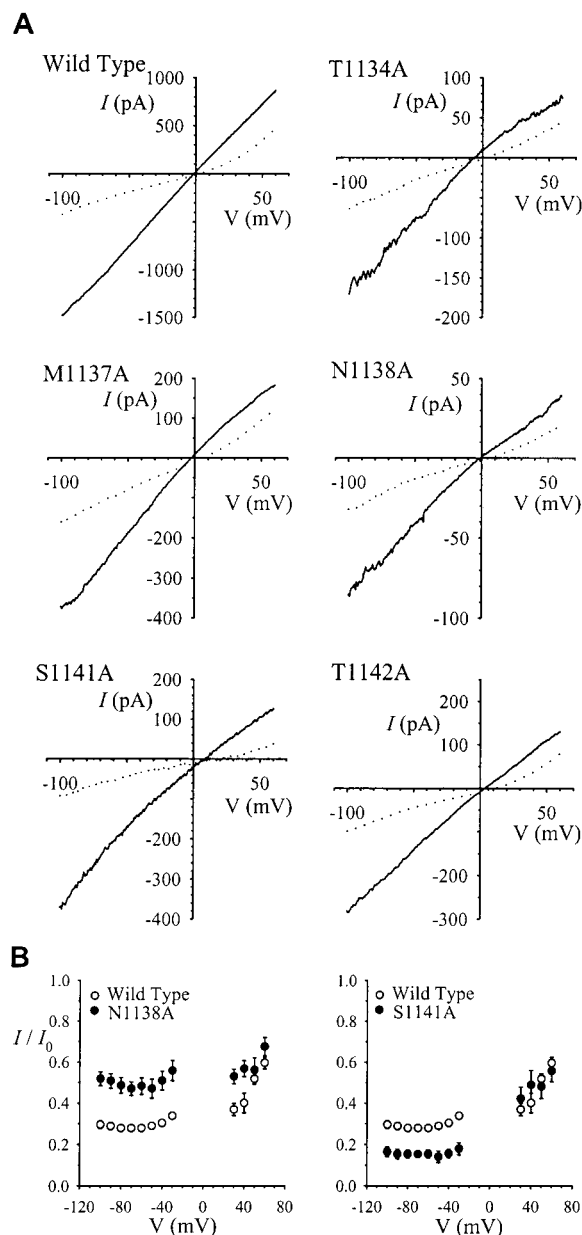 A
Wild Type
1000
I (pA)
500
-100
50
V (mV)
-1000
-1500
T1134A
100
I (pA)
50
-100
50
V (mV)
-100
-150
-200
M1137A
200
I (pA)
100
-100
50
V (mV)
-200
-300
-400
N1138A
50
I (pA)
-100
50
V (mV)
-50
-100
S1141A
200
I (pA)
100
-100
50
V (mV)
-200
-300
-400
T1142A
200
I (pA)
100
-100
50
V (mV)
-200
-300
B
1.0
0.8
I / I0
0.6
0.4
0.2
0.0
Wild Type
N1138A
-120 -80 -40 0 40 80
V (mV)
1.0
0.8
0.6
0.4
0.2
0.0
Wild Type
S1141A
-120 -80 -40 0 40 80
V (mV)